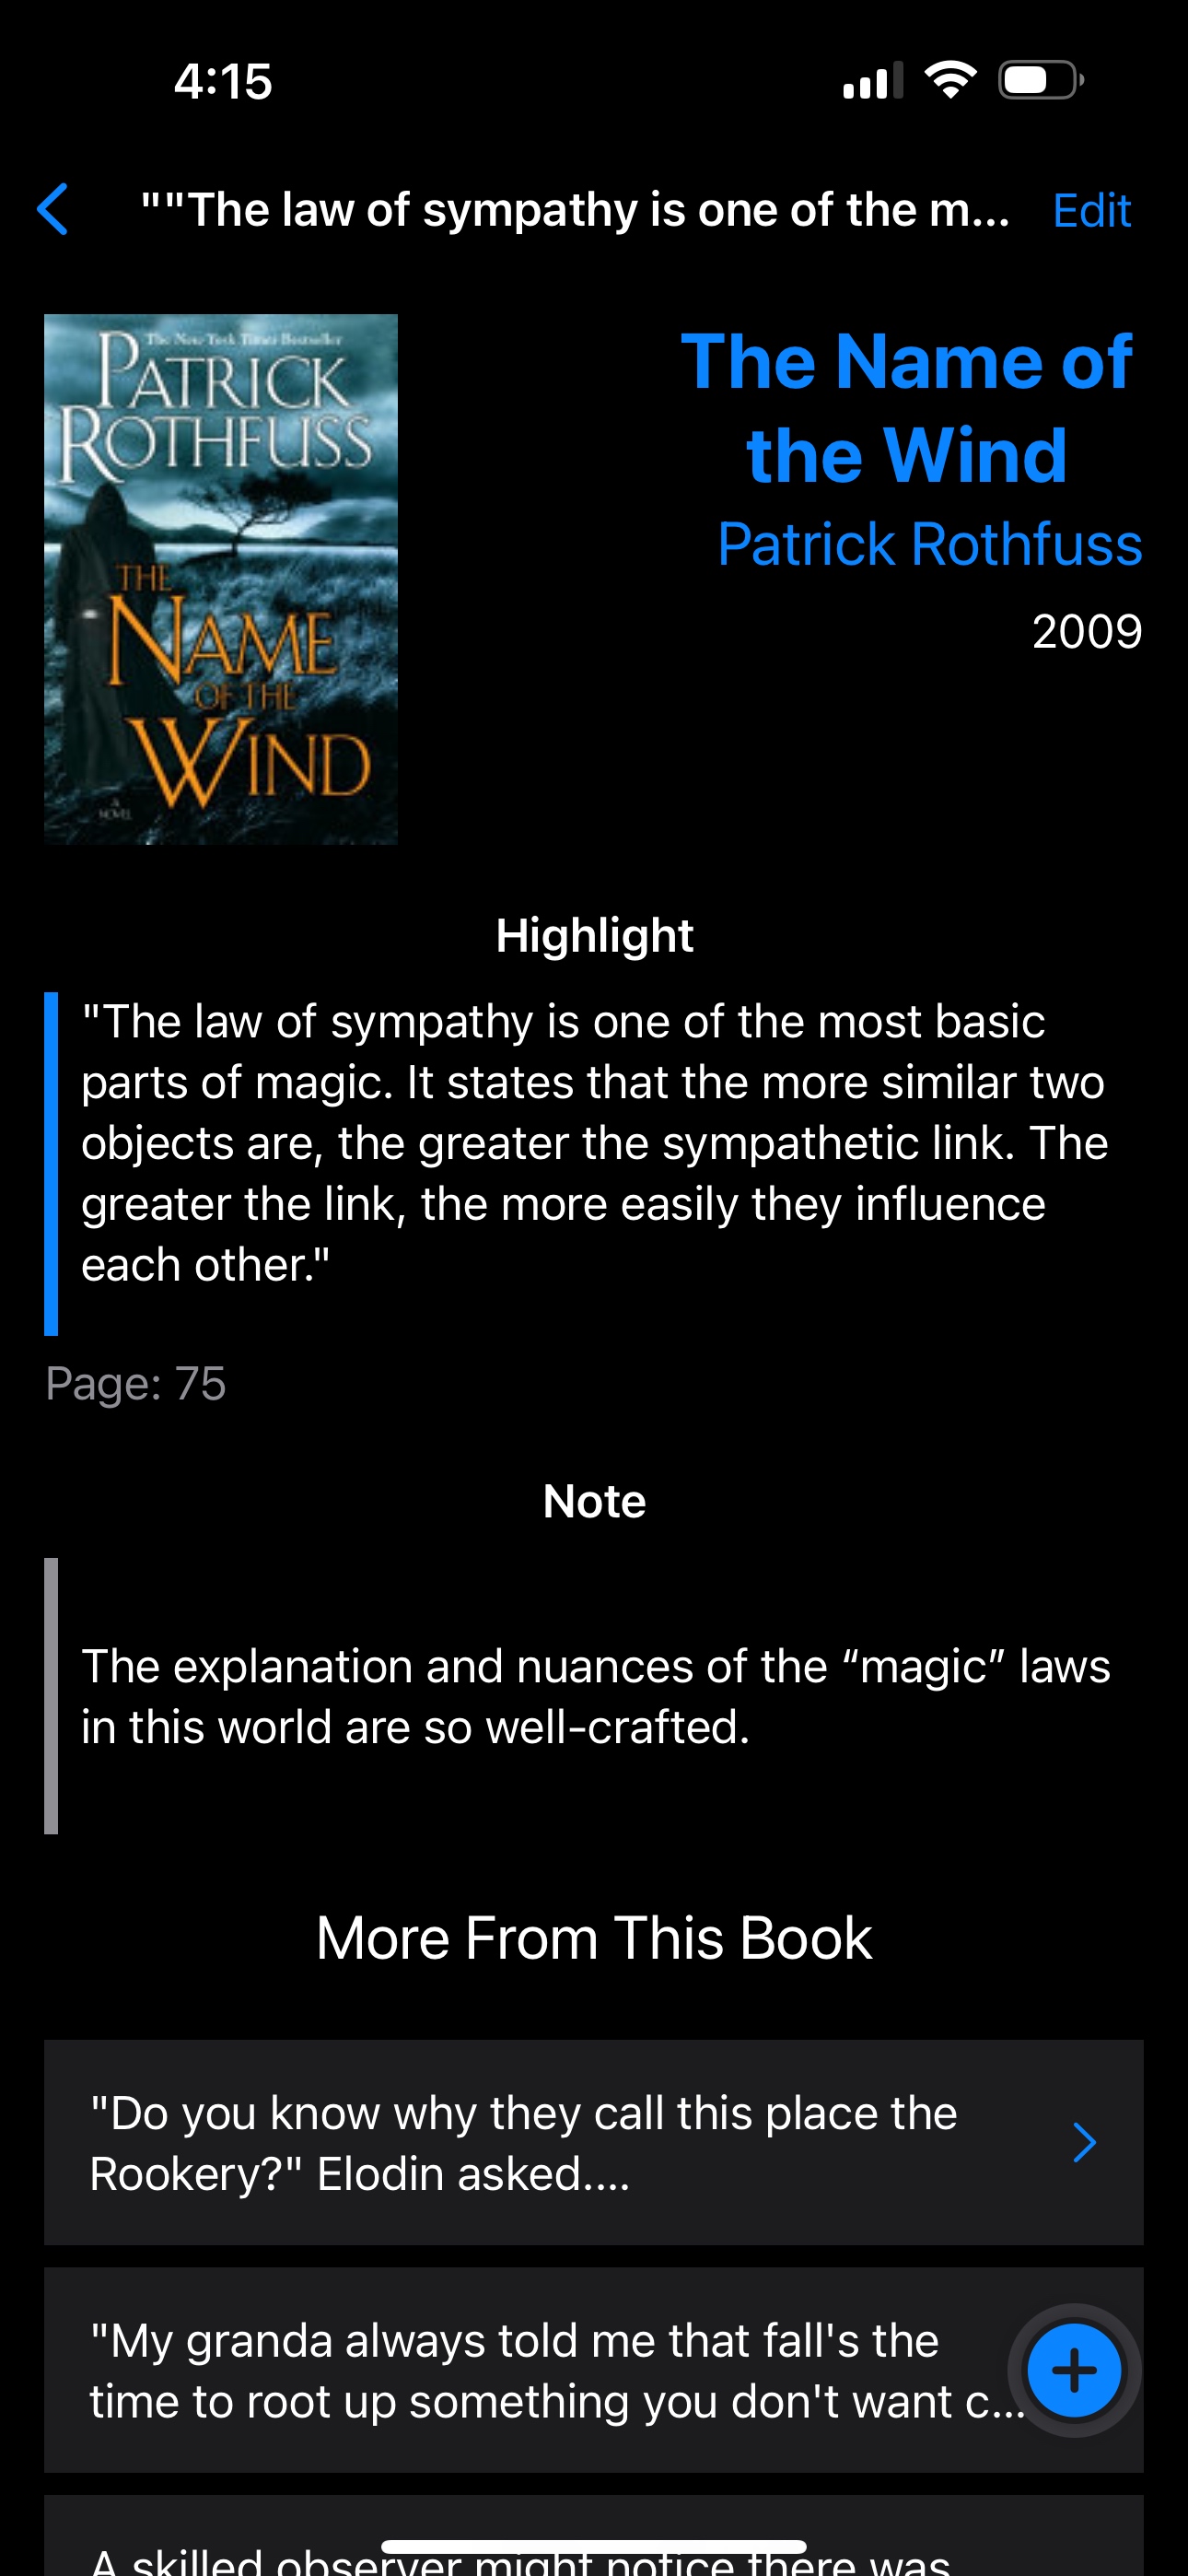 4:15
""The law of sympathy is one of the m...
Edit
The New York Times Bestseller
PATRICK
ROTHFUSS
THE
NAME
OF THE
WIND
A
NOVEL
The Name of
the Wind
Patrick Rothfuss
2009
Highlight
"The law of sympathy is one of the most basic
parts of magic. It states that the more similar two
objects are, the greater the sympathetic link. The
greater the link, the more easily they influence
each other."
Page: 75
Note
The explanation and nuances of the “magic” laws
in this world are so well-crafted.
More From This Book
"Do you know why they call this place the
Rookery?" Elodin asked....
"My granda always told me that fall's the
time to root up something you don't want c...
A skilled observer might notice there was